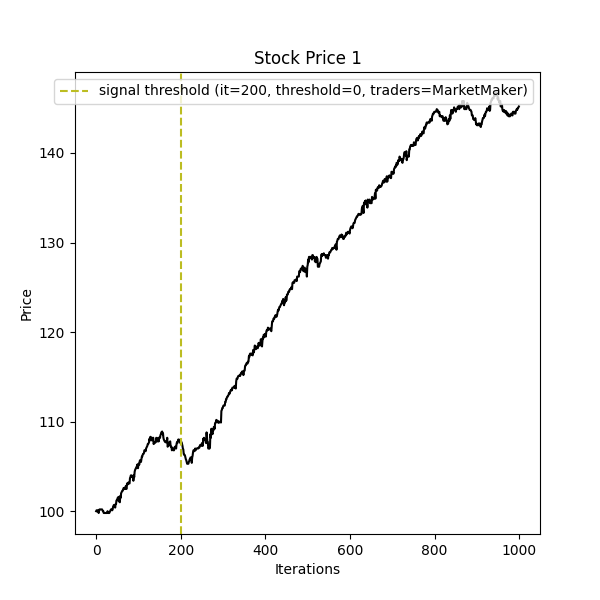 Stock Price 1
signal threshold (it=200, threshold=0, traders=MarketMaker)
140
130
120
110
100
Price
0 200 400 600 800 1000
Iterations